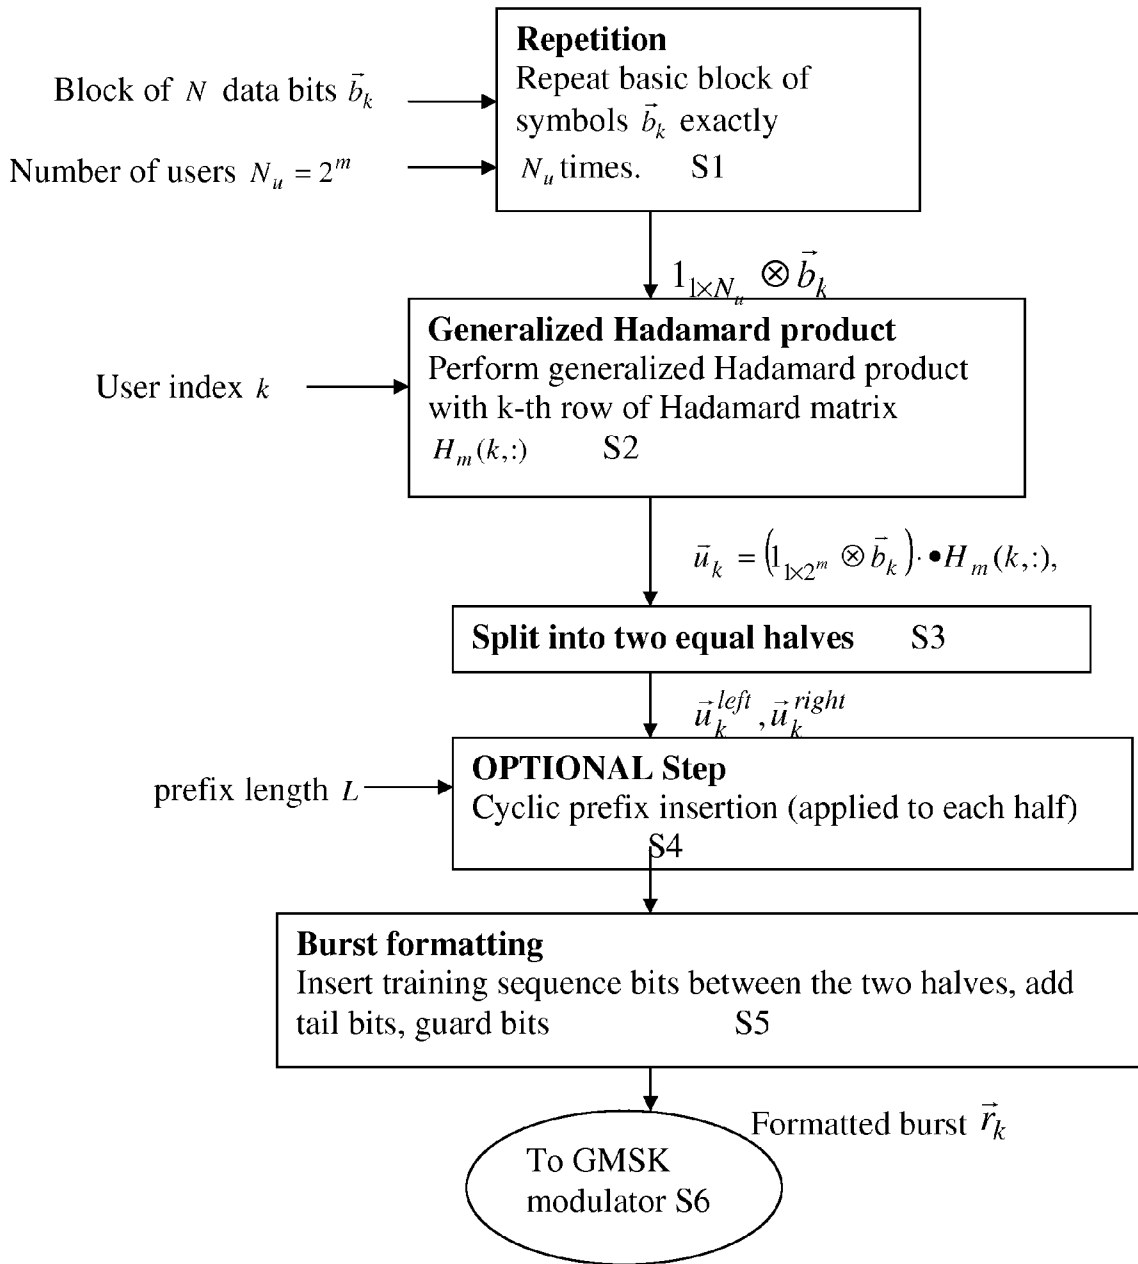 Repetition
Block of N data bits b⃗_k
Repeat basic block of
symbols b⃗_k exactly
Number of users N_u = 2^m
N_u times. S1
1_{1×N_u} ⊗ b⃗_k
Generalized Hadamard product
Perform generalized Hadamard product
User index k
with k-th row of Hadamard matrix
H_m(k,:) S2
u⃗_k = (1_{1×2^m} ⊗ b⃗_k)·•H_m(k,:),
Split into two equal halves S3
u⃗_k^{left}, u⃗_k^{right}
OPTIONAL Step
prefix length L
Cyclic prefix insertion (applied to each half)
S4
Burst formatting
Insert training sequence bits between the two halves, add
tail bits, guard bits S5
Formatted burst r⃗_k
To GMSK
modulator S6